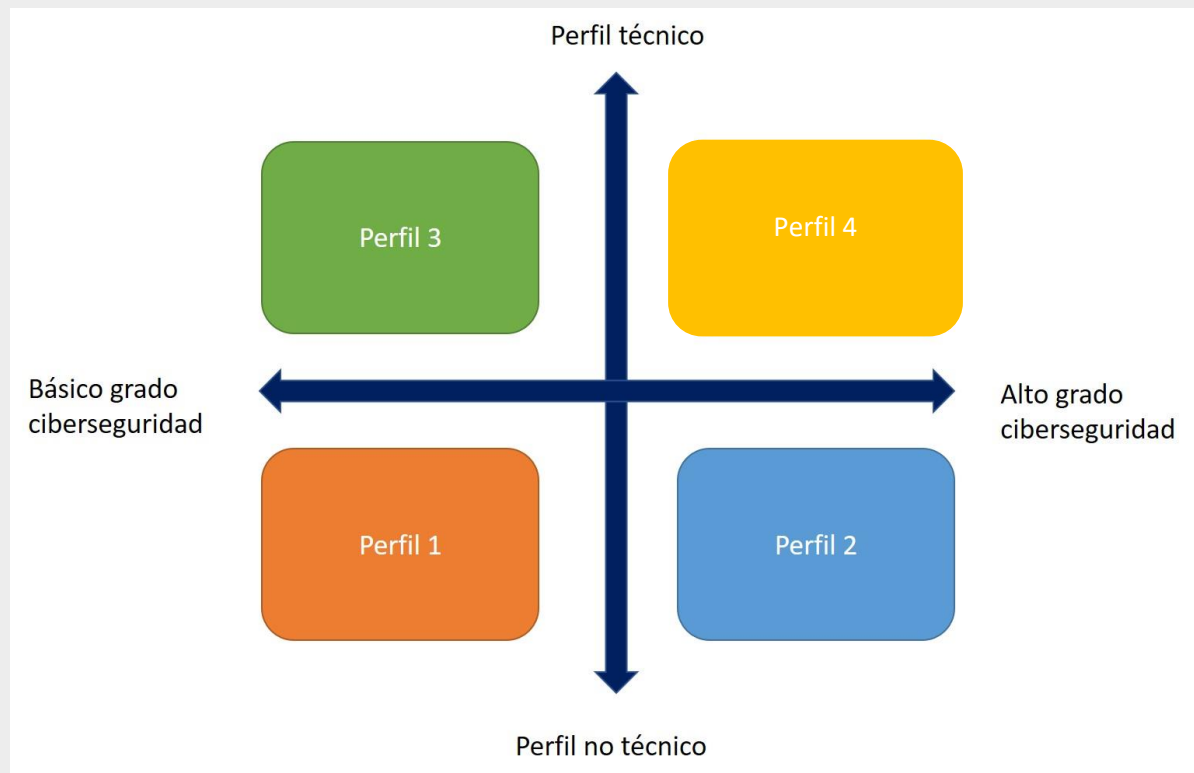 Perfil técnico
Perfil 3
Perfil 4
Básico grado
ciberseguridad
Alto grado
ciberseguridad
Perfil 1
Perfil 2
Perfil no técnico